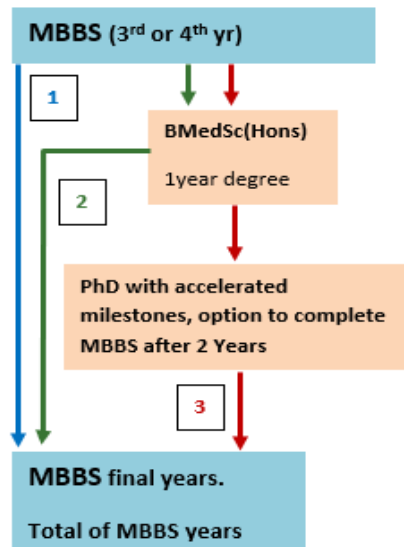 MBBS (3rd or 4th yr)
1
BMedSc(Hons)
1year degree
2
PhD with accelerated
milestones, option to complete
MBBS after 2 Years
3
MBBS final years.
Total of MBBS years